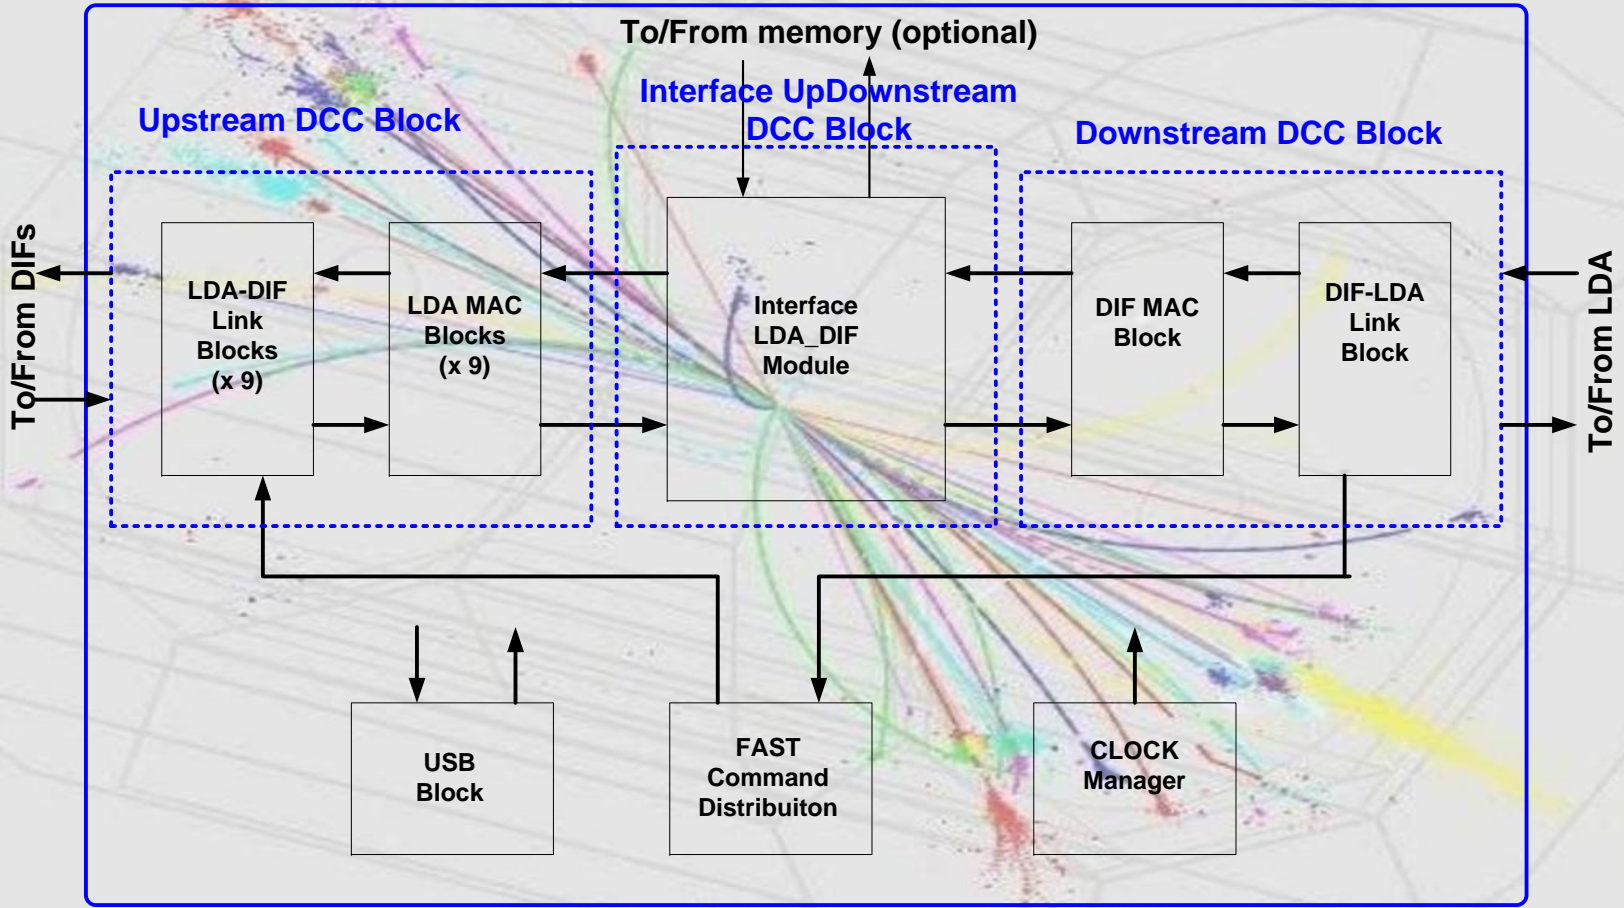 To/From memory (optional)
Interface UpDownstream
DCC Block
Upstream DCC Block
Downstream DCC Block
To/From DIFs
LDA-DIF
Link
Blocks
(x 9)
LDA MAC
Blocks
(x 9)
Interface
LDA_DIF
Module
DIF MAC
Block
DIF-LDA
Link
Block
To/From LDA
USB
Block
FAST
Command
Distribuiton
CLOCK
Manager